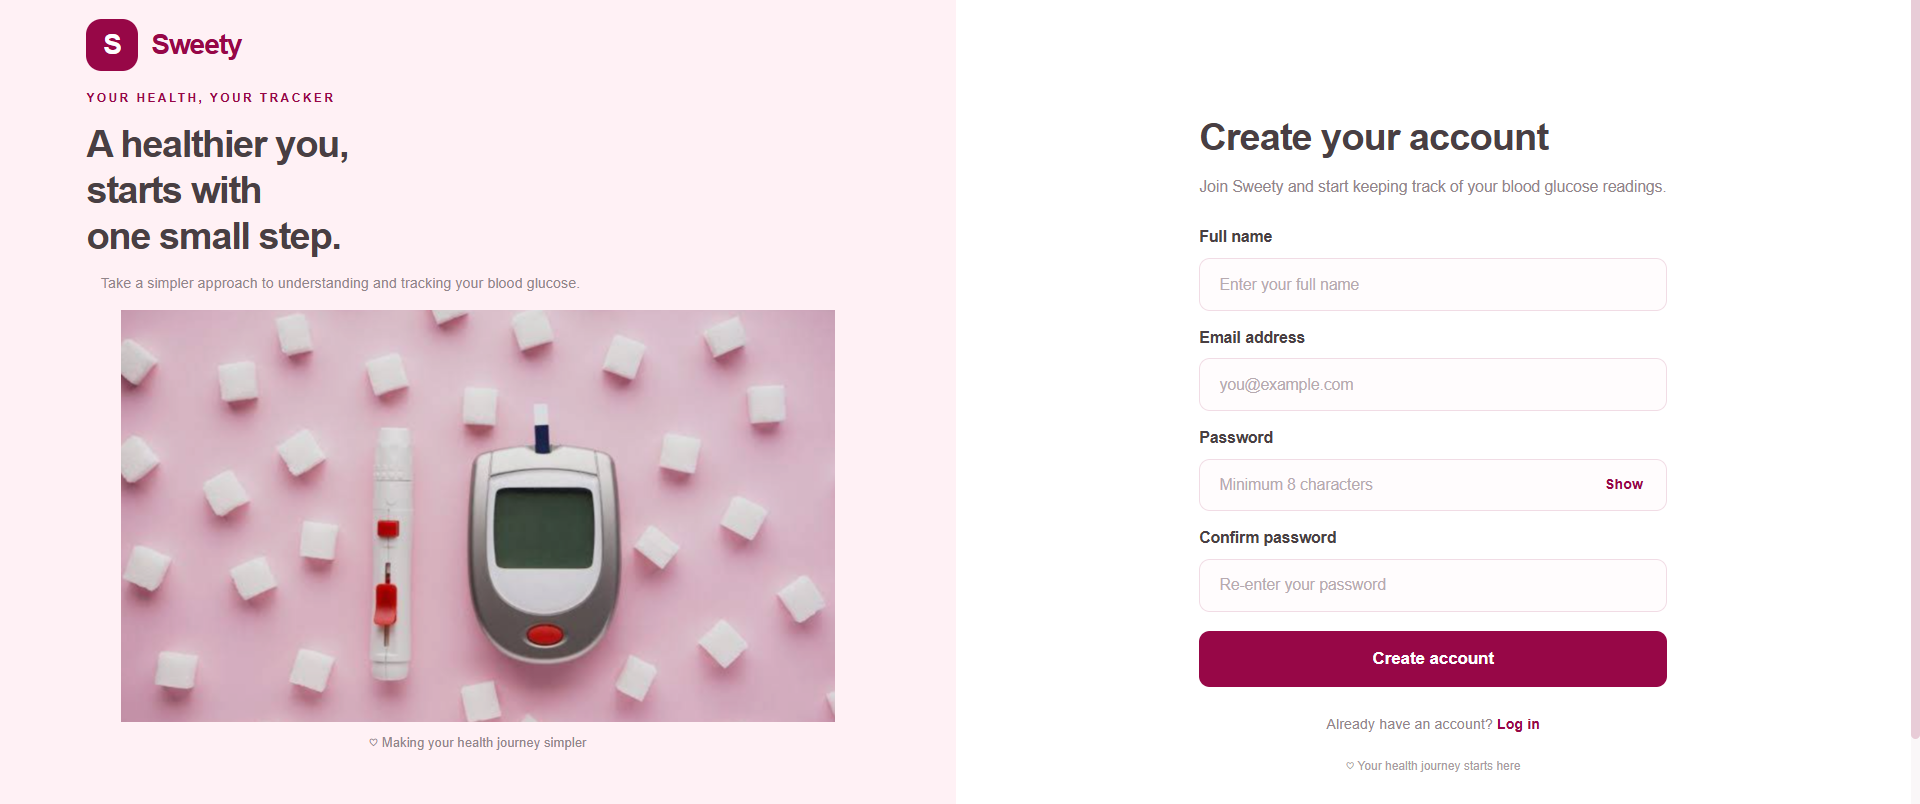 S
Sweety
YOUR HEALTH, YOUR TRACKER
A healthier you,
starts with
one small step.
Take a simpler approach to understanding and tracking your blood glucose.
♡ Making your health journey simpler
Create your account
Join Sweety and start keeping track of your blood glucose readings.
Full name
Enter your full name
Email address
you@example.com
Password
Minimum 8 characters
Show
Confirm password
Re-enter your password
Create account
Already have an account? Log in
♡ Your health journey starts here